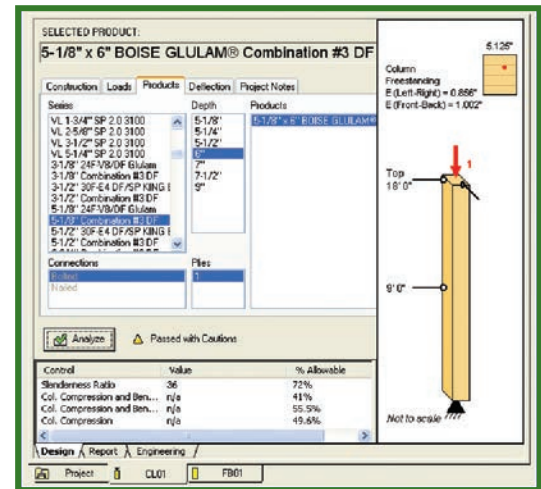 SELECTED PRODUCT:
5-1/8" x 6" BOISE GLULAM® Combination #3 DF
Construction Loads Products Deflection Project Notes
Series
VL 1-3/4" SP 2.0 3100
VL 2-5/8" SP 2.0 3100
VL 3-1/2" SP 2.0 3100
VL 5-1/4" SP 2.0 3100
3-1/8" 24F-V8/DF Glulam
3-1/8" Combination #3 DF
3-1/2" 30F-E4 DF/SP KING
3-1/2" Combination #3 DF
5-1/8" 24F-V8/DF Glulam
5-1/8" Combination #3 DF
5-1/2" 30F-E4 DF/SP KING
5-1/2" Combination #3 DF
Depth
5-1/8"
5-1/4"
5-1/2"
6"
7"
7-1/2"
9"
Products
5-1/8" x 6" BOISE GLULAM®
Connections
Bolted
Nailed
Plies
1
Analyze
Passed with Cautions
Control Value % Allowable
Slenderness Ratio 36 72%
Col. Compression and Ben... n/a 41%
Col. Compression and Ben... n/a 55.5%
Col. Compression n/a 49.6%
Design Report Engineering
Project CL01 FB01
5.125"
Column
Freestanding
E (Left-Right) = 0.856"
E (Front-Back) = 1.002"
1
Top
18' 0"
9' 0"
Not to scale